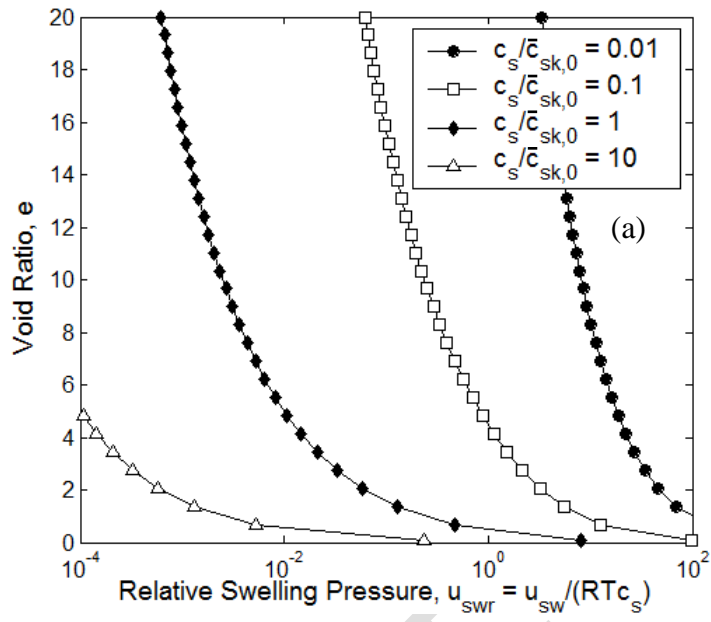 20
18
16
14
12
10
8
6
4
2
0
Void Ratio, e
c_s/c̄_sk,0 = 0.01
c_s/c̄_sk,0 = 0.1
c_s/c̄_sk,0 = 1
c_s/c̄_sk,0 = 10
(a)
10^-4 10^-2 10^0 10^2
Relative Swelling Pressure, u_swr = u_sw/(RTc_s)